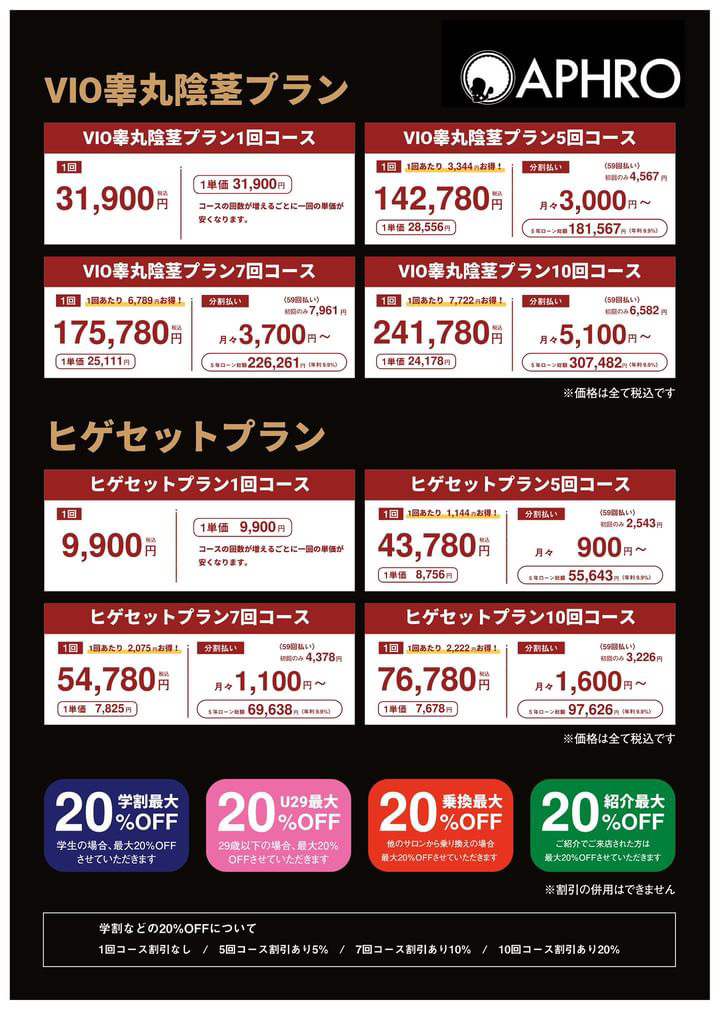 APHRO
VIO睾丸陰茎プラン
VIO睾丸陰茎プラン1回コース
1回
31,900円 税込
1単価 31,900円
コースの回数が増えるごとに一回の単価が
安くなります。
VIO睾丸陰茎プラン5回コース
1回 1回あたり 3,344円お得！
142,780円 税込
1単価 28,556円
分割払い
(59回払い)
初回のみ4,567円
月々3,000円〜
5年ローン総額181,567円（年利9.9%）
VIO睾丸陰茎プラン7回コース
1回 1回あたり 6,789円お得！
175,780円 税込
1単価 25,111円
分割払い
(59回払い)
初回のみ7,961円
月々3,700円〜
5年ローン総額226,261円（年利9.9%）
VIO睾丸陰茎プラン10回コース
1回 1回あたり 7,722円お得！
241,780円 税込
1単価 24,178円
分割払い
(59回払い)
初回のみ6,582円
月々5,100円〜
5年ローン総額307,482円（年利9.9%）
※価格は全て税込です
ヒゲセットプラン
ヒゲセットプラン1回コース
1回
9,900円 税込
1単価 9,900円
コースの回数が増えるごとに一回の単価が
安くなります。
ヒゲセットプラン5回コース
1回 1回あたり 1,144円お得！
43,780円 税込
1単価 8,756円
分割払い
(59回払い)
初回のみ2,543円
月々 900円〜
5年ローン総額 55,643円（年利9.9%）
ヒゲセットプラン7回コース
1回 1回あたり 2,075円お得！
54,780円 税込
1単価 7,825円
分割払い
(59回払い)
初回のみ 4,378円
月々1,100円〜
5年ローン総額 69,638円（年利9.9%）
ヒゲセットプラン10回コース
1回 1回あたり 2,222円お得！
76,780円 税込
1単価 7,678円
分割払い
(59回払い)
初回のみ 3,226円
月々1,600円〜
5年ローン総額 97,626円（年利9.9%）
※価格は全て税込です
学割最大
20%OFF
学生の場合、最大20%OFF
させていただきます
U29最大
20%OFF
29歳以下の場合、最大20%
OFFさせていただきます
乗換最大
20%OFF
他のサロンから乗り換えの場合
最大20%OFFさせていただきます
紹介最大
20%OFF
ご紹介でご来店された方は
最大20%OFFさせていただきます
※割引の併用はできません
学割などの20%OFFについて
1回コース割引なし / 5回コース割引あり5% / 7回コース割引あり10% / 10回コース割引あり20%